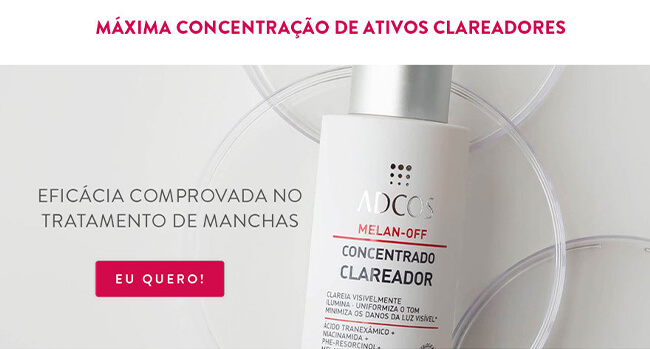 MÁXIMA CONCENTRAÇÃO DE ATIVOS CLAREADORES
EFICÁCIA COMPROVADA NO
TRATAMENTO DE MANCHAS
EU QUERO!
ADCOS
MELAN-OFF
CONCENTRADO
CLAREADOR
CLAREIA VISIVELMENTE
ILUMINA - UNIFORMIZA O TOM
MINIMIZA OS DANOS DA LUZ VISÍVEL*
ÁCIDO TRANEXÂMICO +
NIACINAMIDA +
PHE-RESORCINOL +